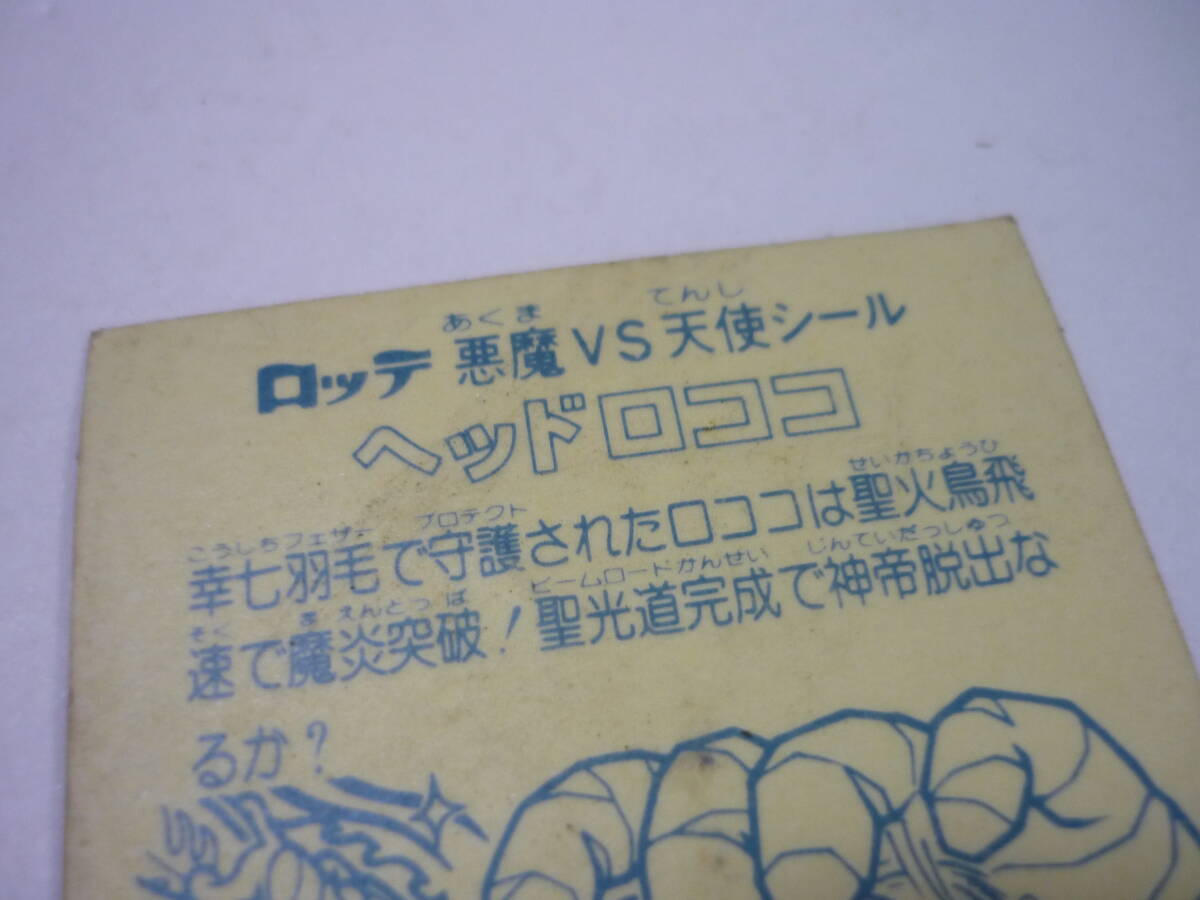 あくま てんし
ロッテ 悪魔VS天使シール
ヘッドロココ
こうしちフェザー プロテクト せいかちょうひ
幸七羽毛で守護されたロココは聖火鳥飛
そく ま えんとっぱ ビームロードかんせい じんていだっしゅつ
速で魔炎突破！聖光道完成で神帝脱出な
るか？